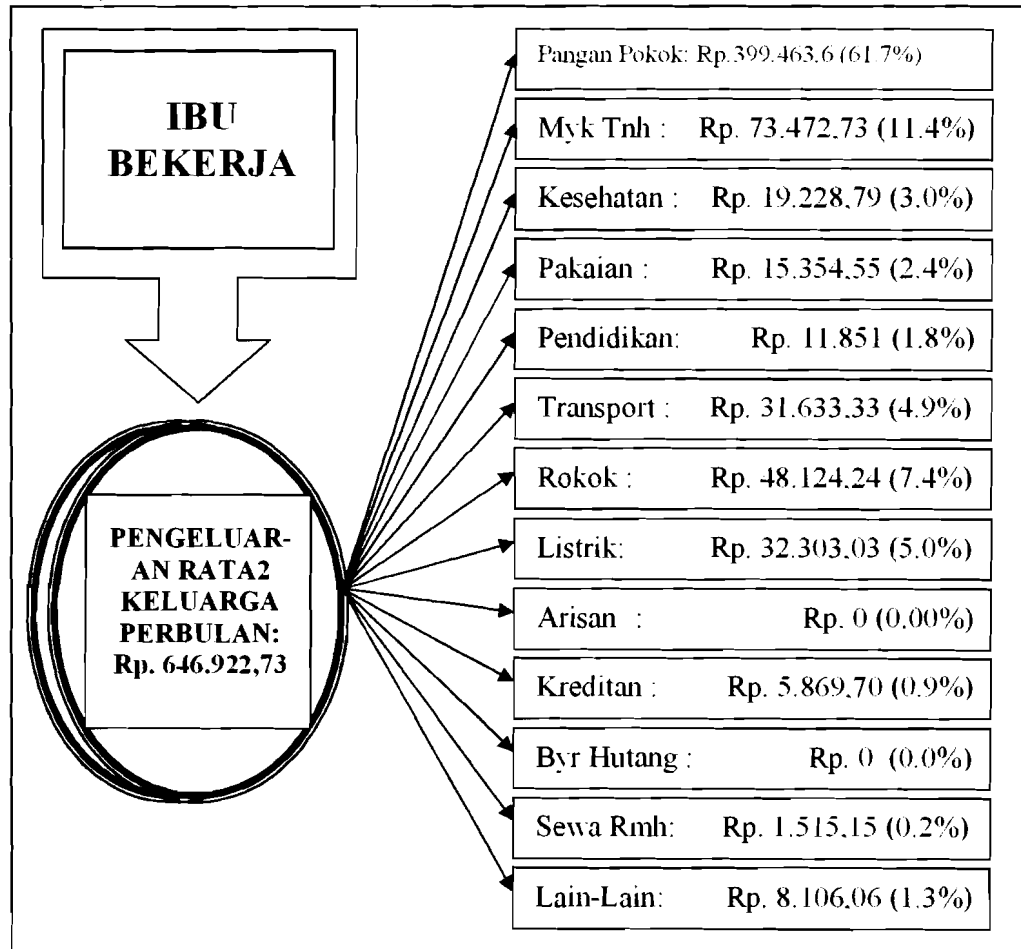 IBU
BEKERJA
PENGELUAR-
AN RATA2
KELUARGA
PERBULAN:
Rp. 646.922,73
Pangan Pokok: Rp.399.463,6 (61.7%)
Myk Tnh : Rp. 73.472,73 (11.4%)
Kesehatan : Rp. 19.228,79 (3.0%)
Pakaian : Rp. 15.354,55 (2.4%)
Pendidikan: Rp. 11.851 (1.8%)
Transport : Rp. 31.633,33 (4.9%)
Rokok : Rp. 48.124,24 (7.4%)
Listrik: Rp. 32.303,03 (5.0%)
Arisan : Rp. 0 (0.00%)
Kreditan : Rp. 5.869,70 (0.9%)
Byr Hutang : Rp. 0 (0.0%)
Sewa Rmh: Rp. 1.515,15 (0.2%)
Lain-Lain: Rp. 8.106,06 (1.3%)